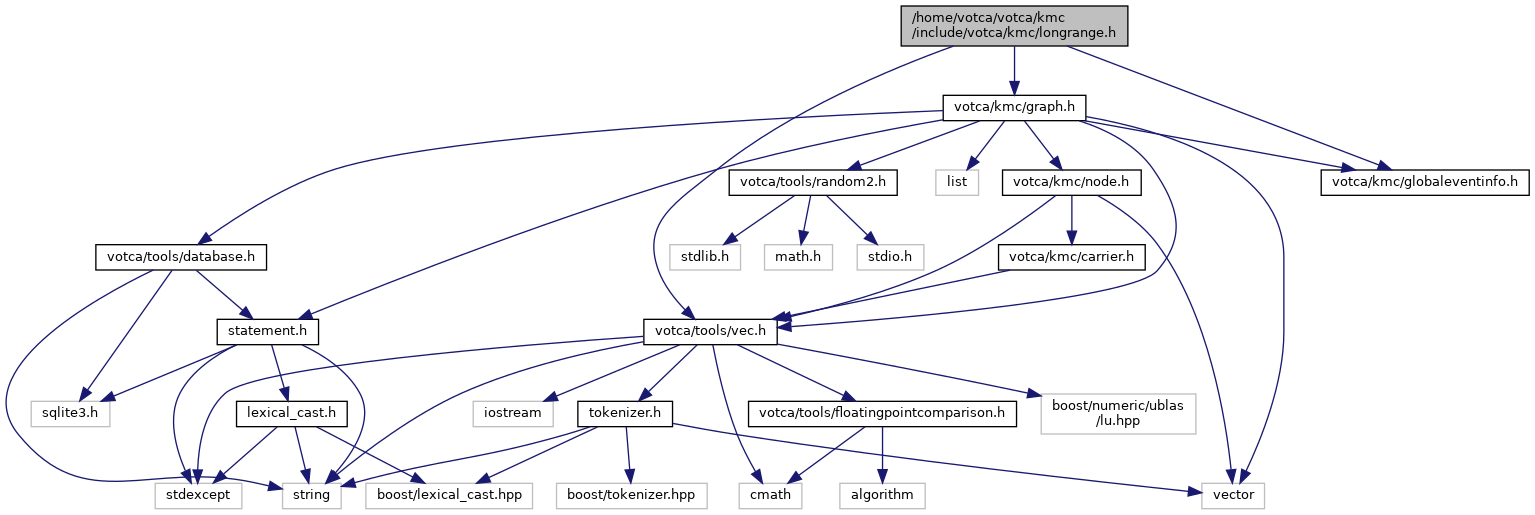 /home/votca/votca/kmc
/include/votca/kmc/longrange.h
votca/kmc/graph.h
votca/tools/random2.h
list
votca/kmc/node.h
votca/kmc/globaleventinfo.h
votca/tools/database.h
stdlib.h
math.h
stdio.h
votca/kmc/carrier.h
statement.h
votca/tools/vec.h
sqlite3.h
lexical_cast.h
iostream
tokenizer.h
votca/tools/floatingpointcomparison.h
boost/numeric/ublas
/lu.hpp
stdexcept
string
boost/lexical_cast.hpp
boost/tokenizer.hpp
cmath
algorithm
vector